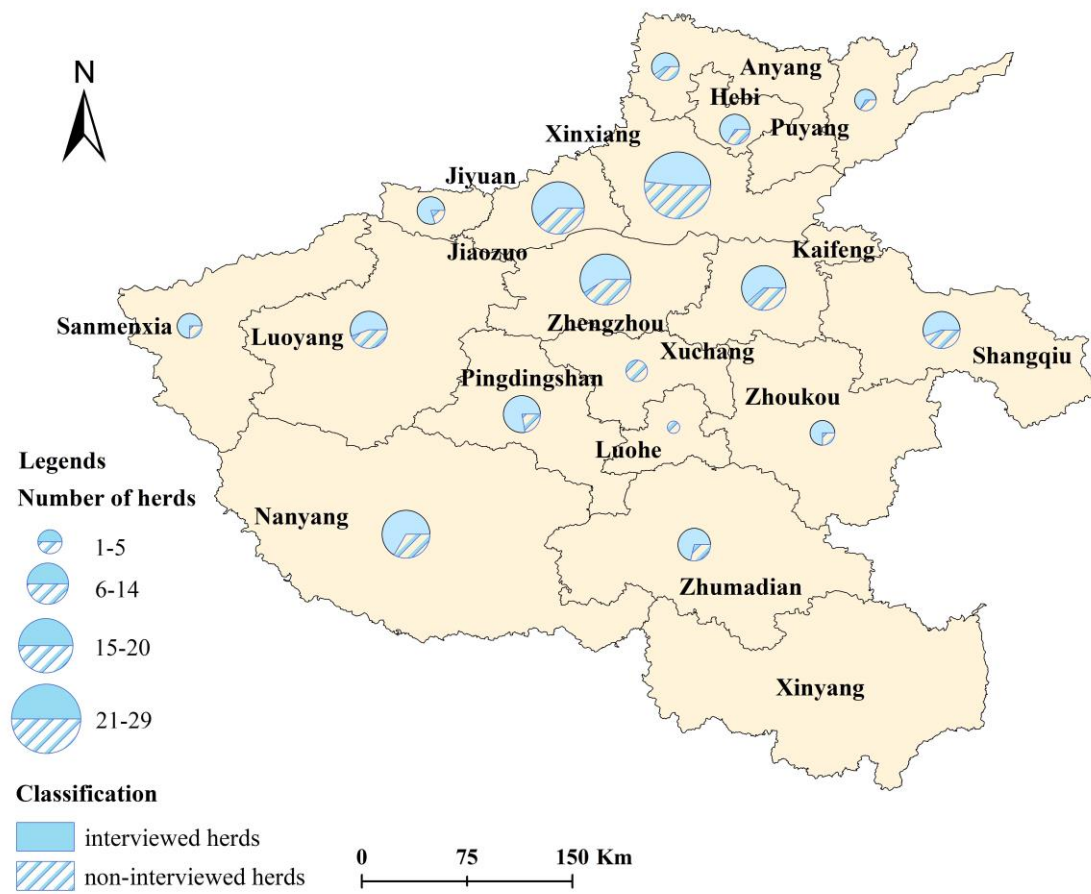 N
Anyang
Hebi
Puyang
Xinxiang
Jiyuan
Jiaozuo
Kaifeng
Sanmenxia
Luoyang
Zhengzhou
Shangqiu
Xuchang
Pingdingshan
Zhoukou
Luohe
Nanyang
Zhumadian
Xinyang
Legends
Number of herds
1-5
6-14
15-20
21-29
Classification
interviewed herds
non-interviewed herds
0 75 150 Km